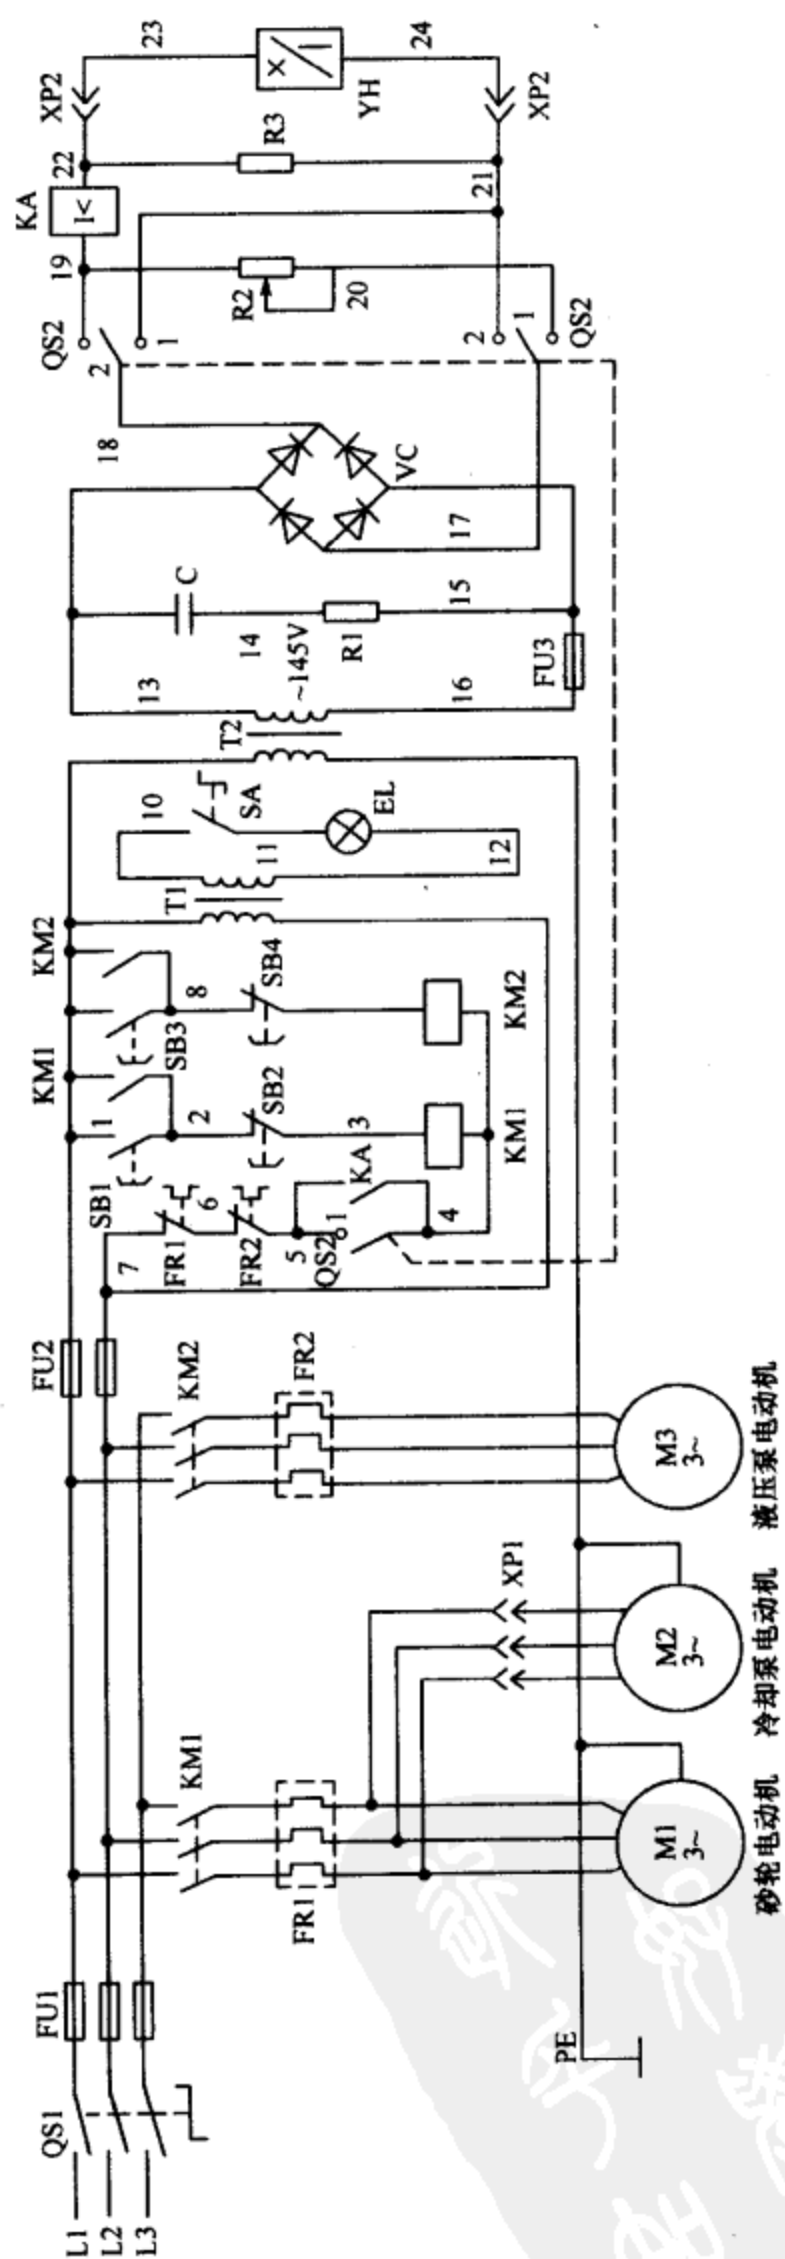 L1
L2
L3
QS1
FU1
FR1
KM1
M1
3~
砂轮电动机
PE
M2
3~
冷却泵电动机
XP1
KM2
FR2
M3
3~
液压泵电动机
FU2
7
FR1
6
FR2
5
QS2
1
KA
4
SB1
1
KM1
2
SB2
3
KM1
SB3
KM2
8
SB4
KM2
T1
10
SA
11
EL
12
T2
~145V
13
14
C
R1
15
16
FU3
17
VC
18
QS2
2
1
2
1
QS2
19
R2
20
KA
I<
21
22
R3
XP2
XP2
23
YH
24